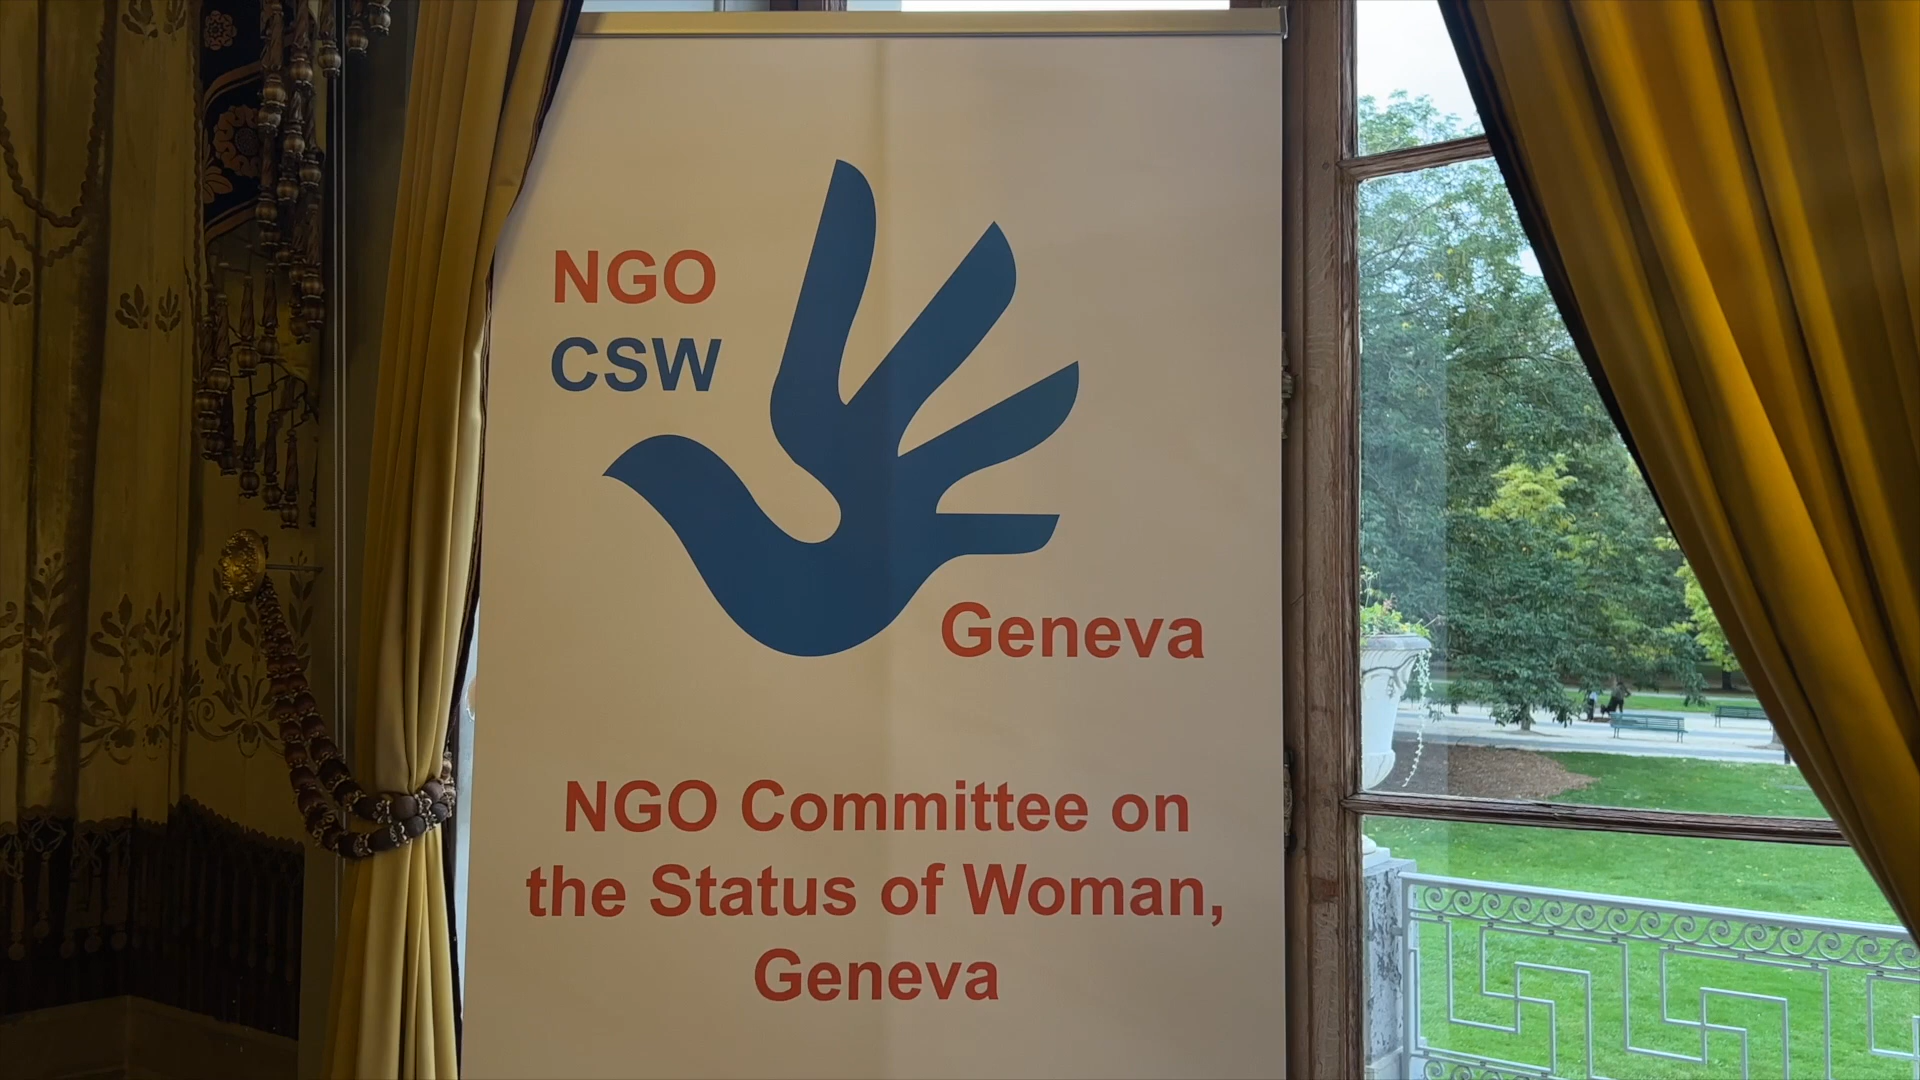 NGO
CSW
Geneva
NGO Committee on
the Status of Woman,
Geneva